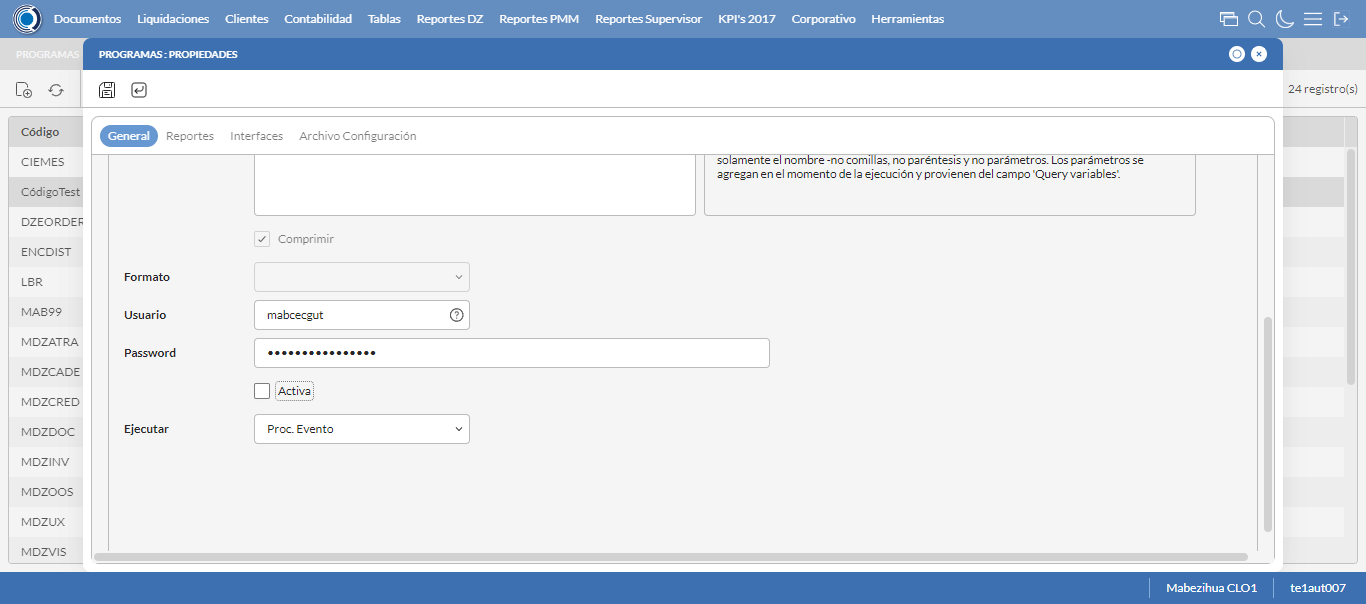 Documentos Liquidaciones Clientes Contabilidad Tablas Reportes DZ Reportes PMM Reportes Supervisor KPI's 2017 Corporativo Herramientas
PROGRAMAS
PROGRAMAS : PROPIEDADES
24 registro(s)
General Reportes Interfaces Archivo Configuración
Código
CIEMES
CódigoTest
DZEORDER
ENCDIST
LBR
MAB99
MDZATRA
MDZCADE
MDZCRED
MDZDOC
MDZINV
MDZOOS
MDZUX
MDZVIS
solamente el nombre -no comillas, no paréntesis y no parámetros. Los parámetros se
agregan en el momento de la ejecución y provienen del campo 'Query variables'.
Comprimir
Formato
Usuario mabcecgut
Password ••••••••••••••••
Activa
Ejecutar Proc. Evento
Mabezihua CLO1 te1aut007